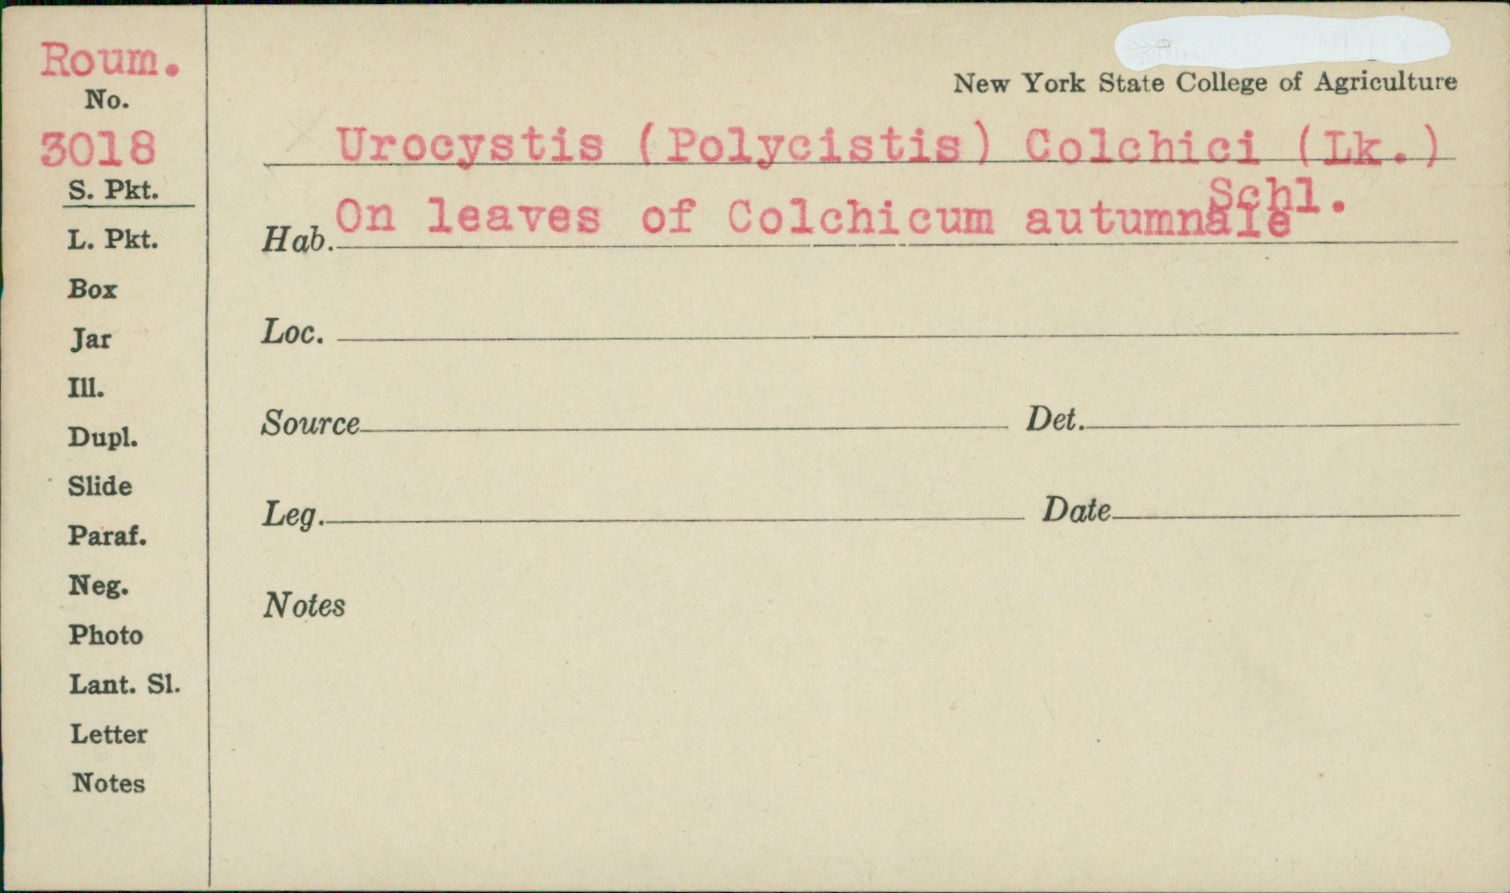 Roum.
No.
3018
S. Pkt.
L. Pkt.
Box
Jar
Ill.
Dupl.
Slide
Paraf.
Neg.
Photo
Lant. Sl.
Letter
Notes
New York State College of Agriculture
Urocystis (Polycistis) Colchici (Lk.)
Schl.
Hab. On leaves of Colchicum autumnale
Loc.
Source Det.
Leg. Date
Notes